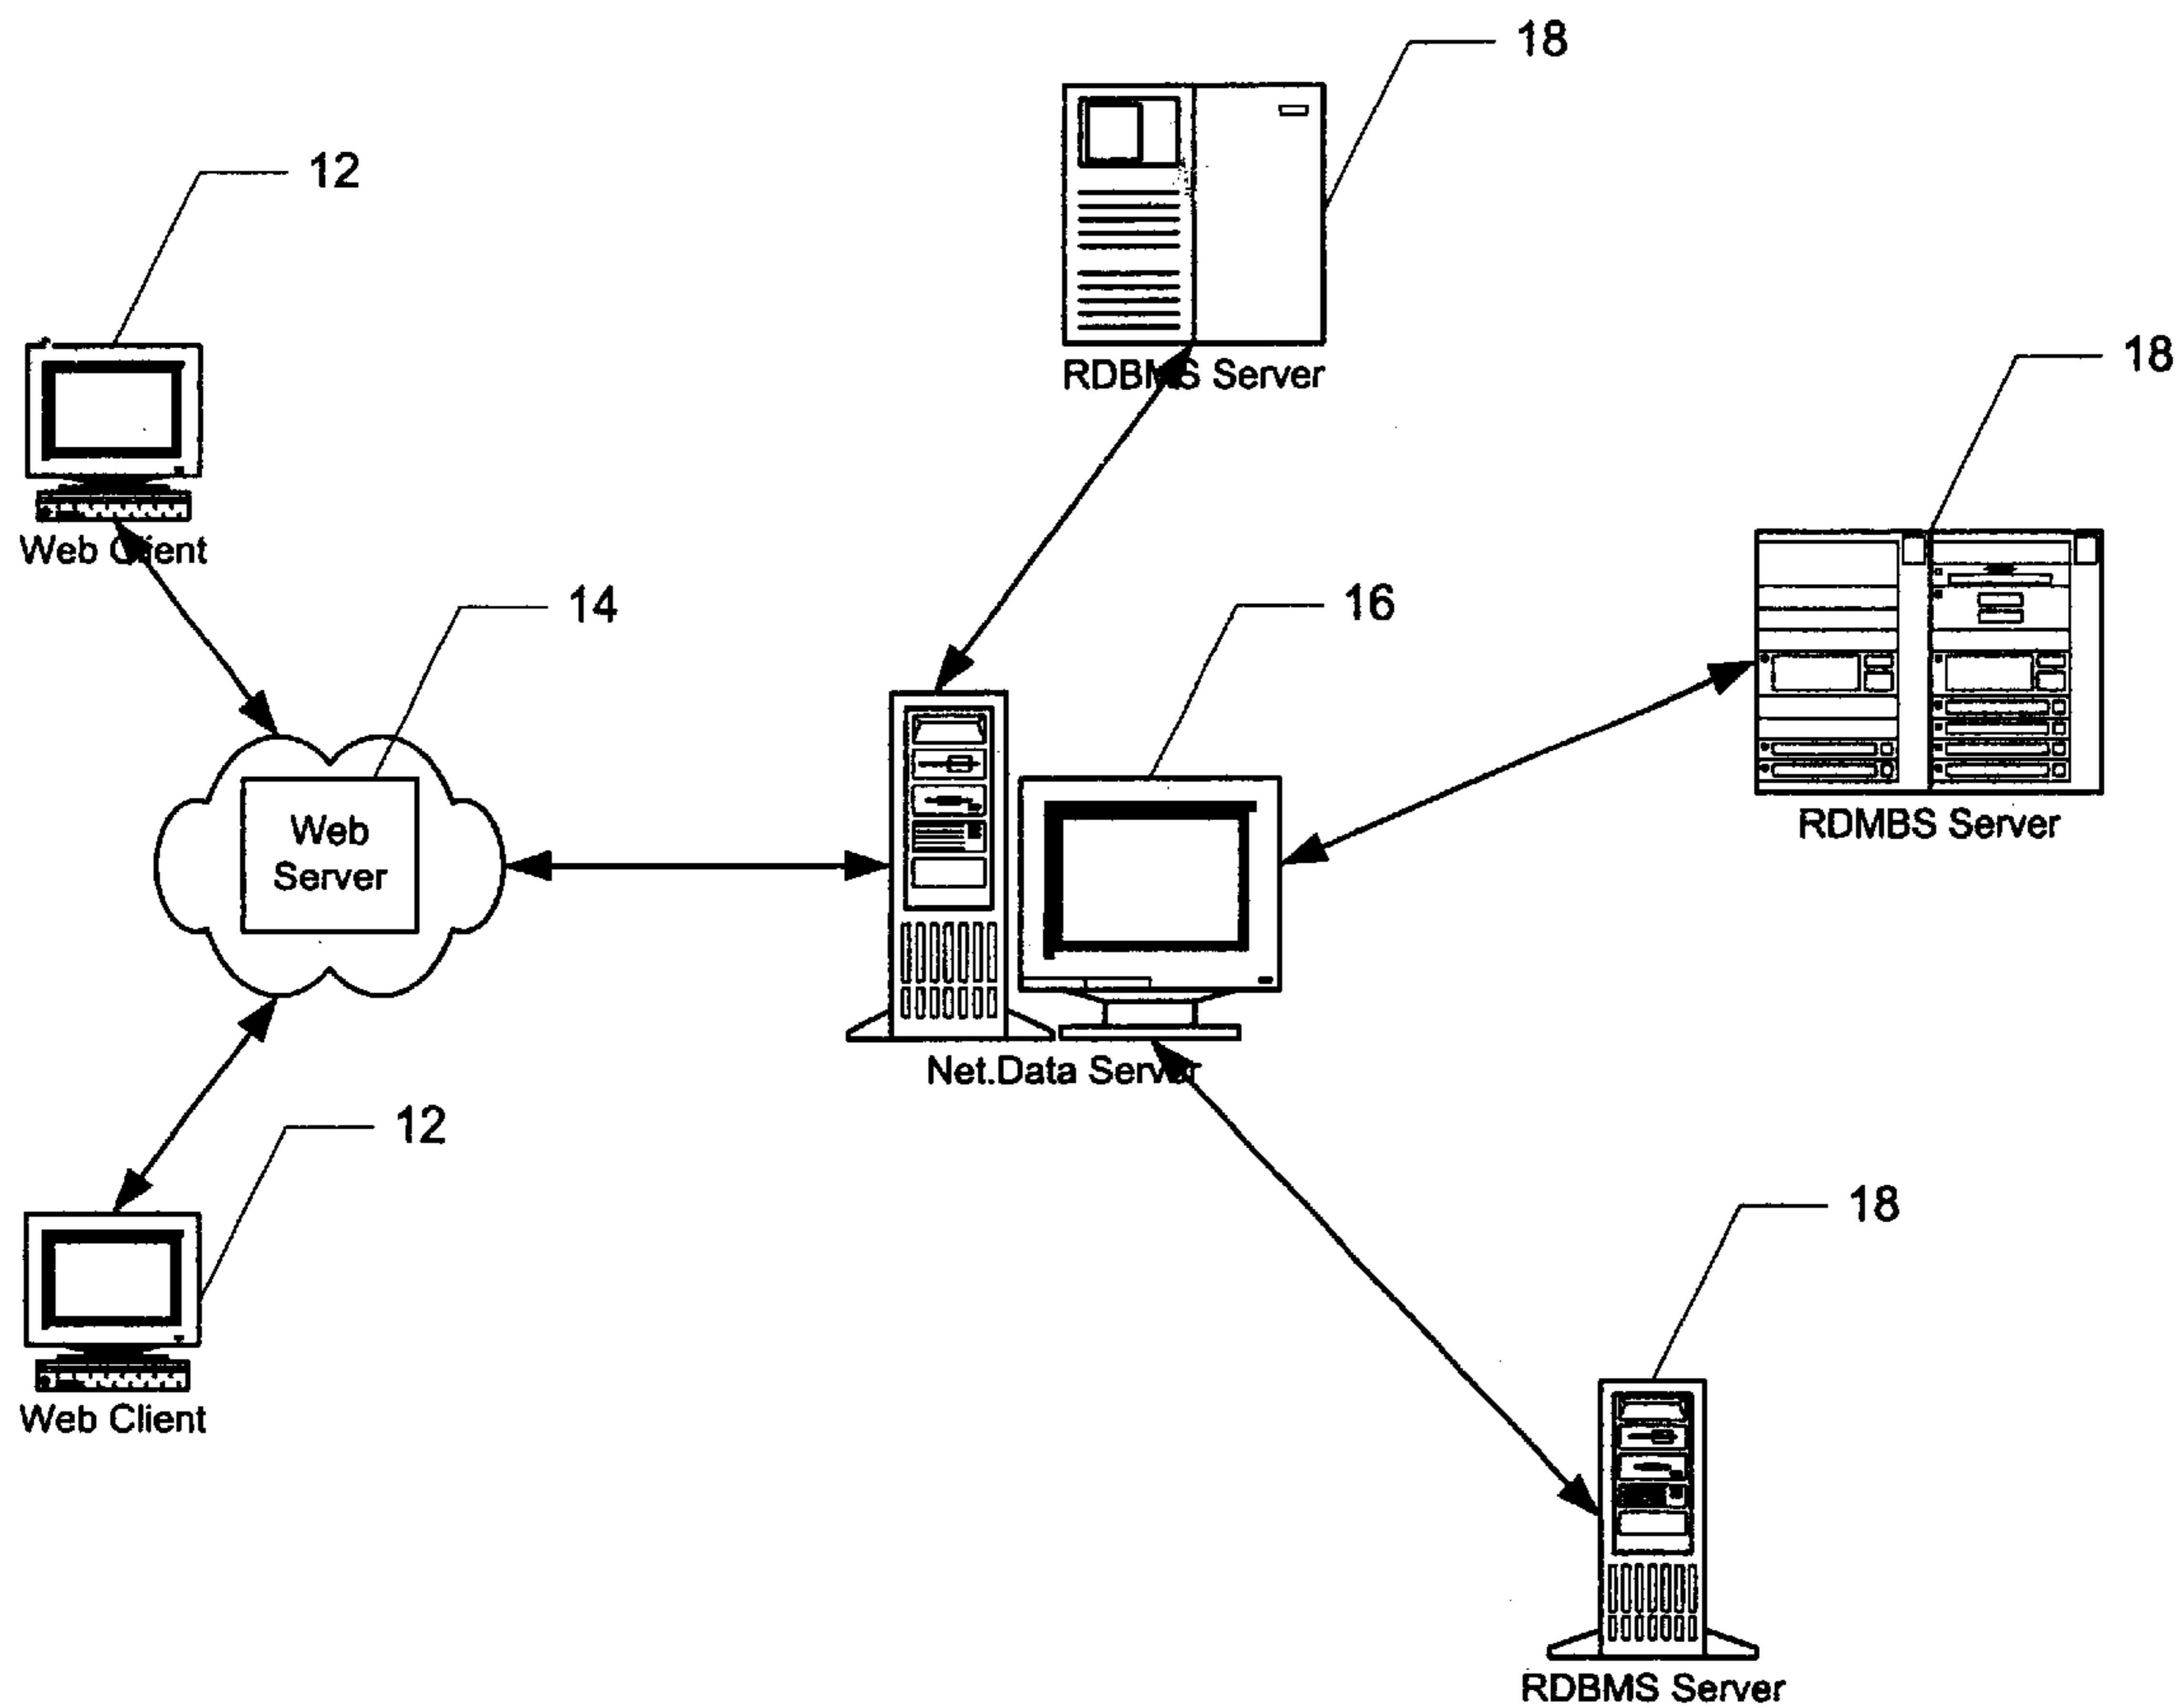 18
12
RDBMS Server
18
Web Client
14
16
Web
Server
RDMBS Server
Net.Data Server
12
18
Web Client
RDBMS Server